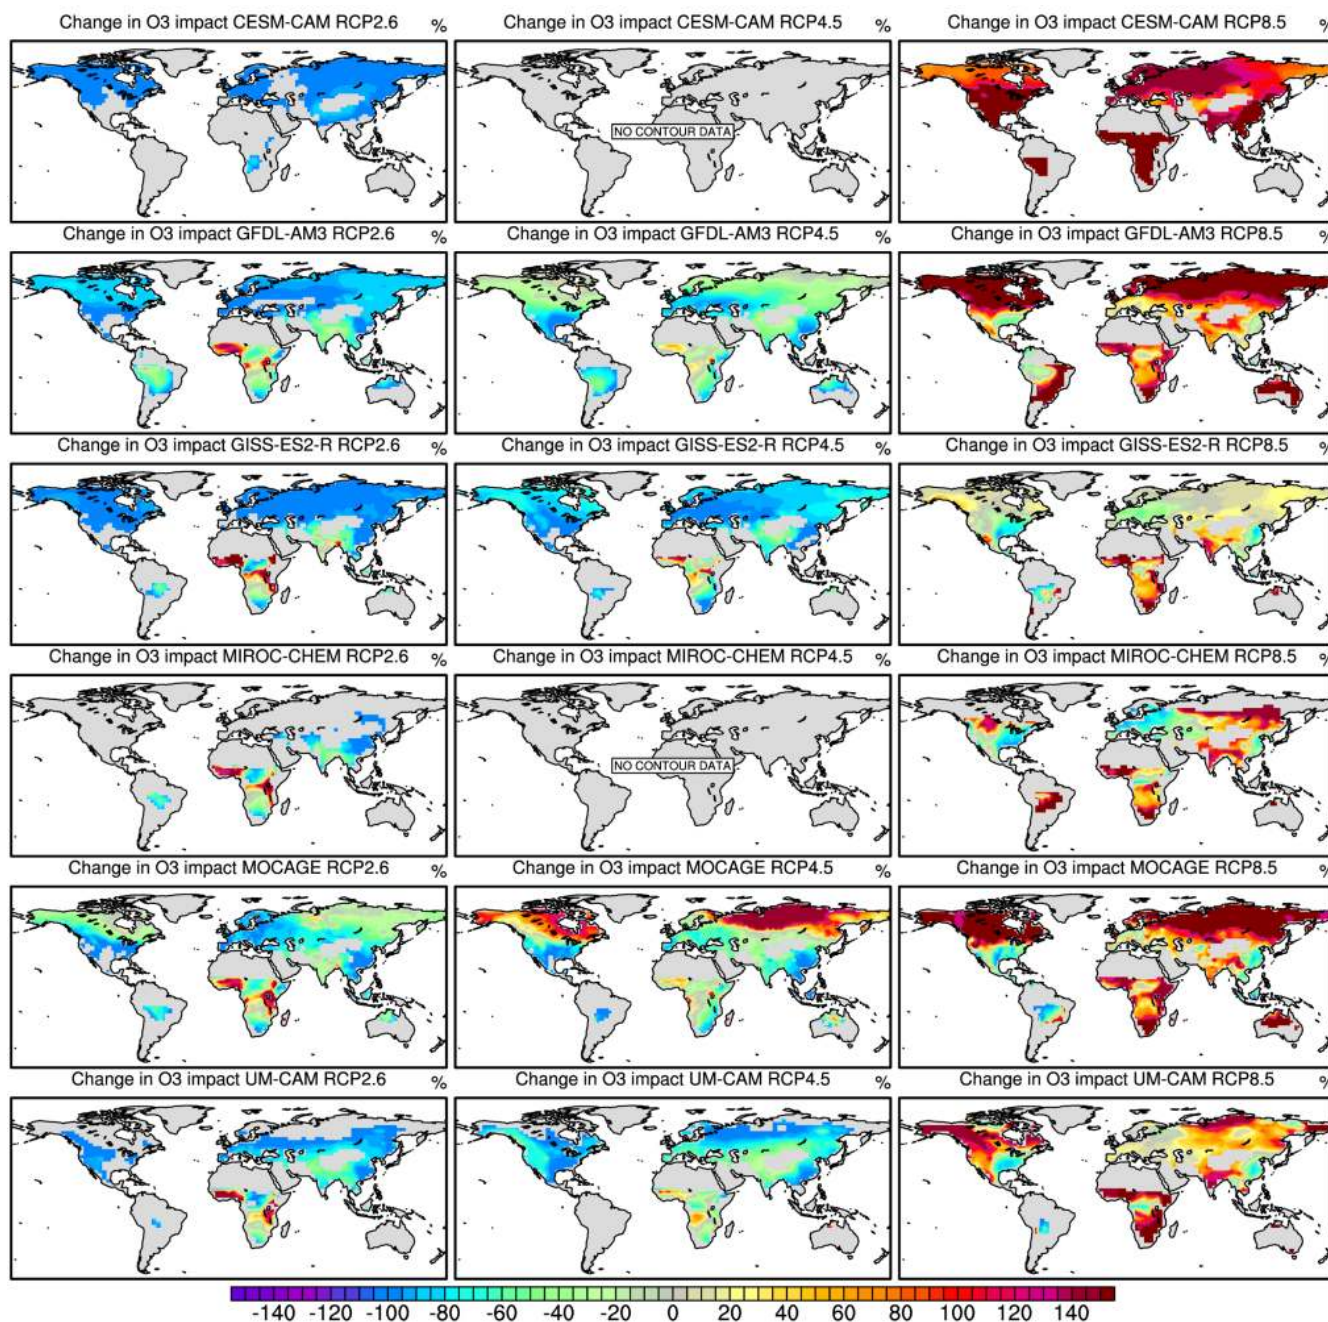 Change in O3 impact CESM-CAM RCP2.6 %
Change in O3 impact CESM-CAM RCP4.5 %
Change in O3 impact CESM-CAM RCP8.5 %
NO CONTOUR DATA
Change in O3 impact GFDL-AM3 RCP2.6 %
Change in O3 impact GFDL-AM3 RCP4.5 %
Change in O3 impact GFDL-AM3 RCP8.5 %
Change in O3 impact GISS-ES2-R RCP2.6 %
Change in O3 impact GISS-ES2-R RCP4.5 %
Change in O3 impact GISS-ES2-R RCP8.5 %
Change in O3 impact MIROC-CHEM RCP2.6 %
Change in O3 impact MIROC-CHEM RCP4.5 %
Change in O3 impact MIROC-CHEM RCP8.5 %
NO CONTOUR DATA
Change in O3 impact MOCAGE RCP2.6 %
Change in O3 impact MOCAGE RCP4.5 %
Change in O3 impact MOCAGE RCP8.5 %
Change in O3 impact UM-CAM RCP2.6 %
Change in O3 impact UM-CAM RCP4.5 %
Change in O3 impact UM-CAM RCP8.5 %
-140 -120 -100 -80 -60 -40 -20 0 20 40 60 80 100 120 140